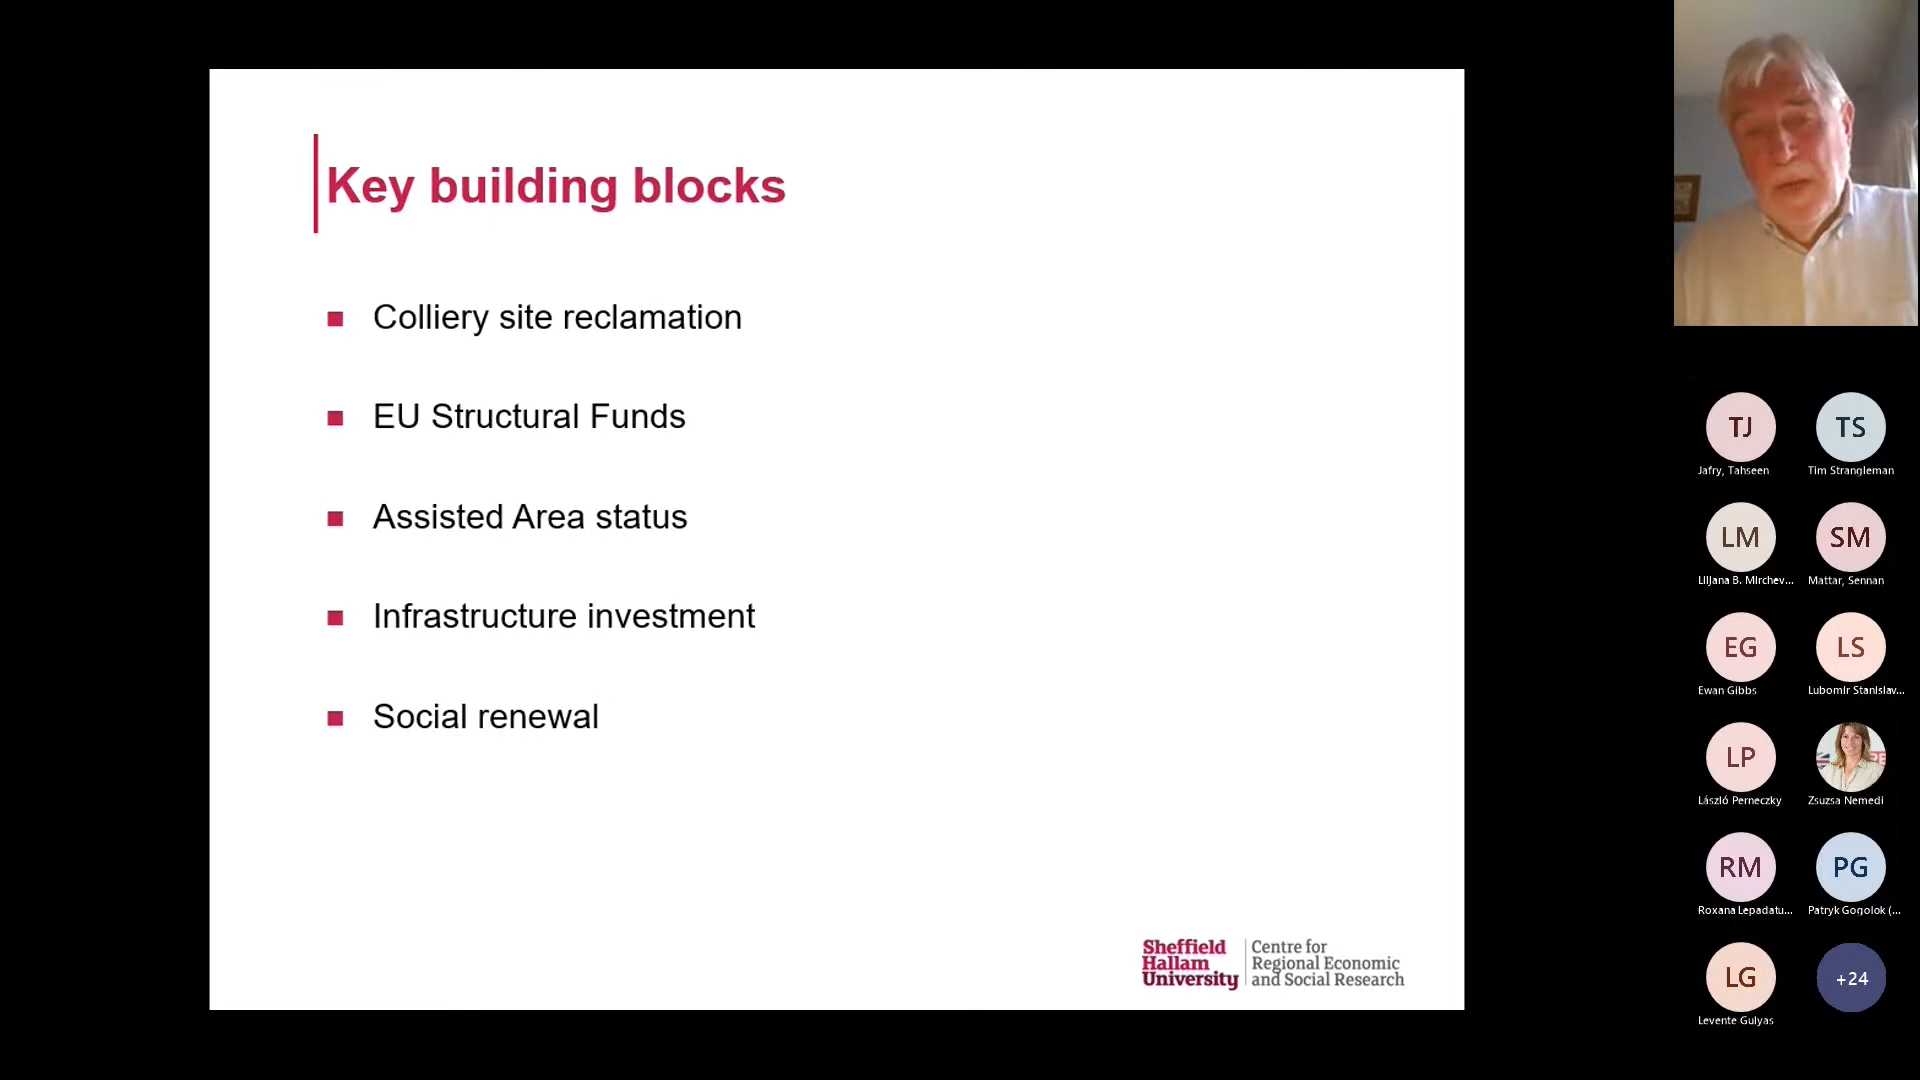 Key building blocks
Colliery site reclamation
EU Structural Funds
Assisted Area status
Infrastructure investment
Social renewal
Sheffield
Hallam
University
Centre for
Regional Economic
and Social Research
TJ
Jafry, Tahseen
TS
Tim Strangleman
LM
Liljana B. Mirchev...
SM
Mattar, Sennan
EG
Ewan Gibbs
LS
Lubomir Stanislav...
LP
László Perneczky
Zsuzsa Nemedi
RM
Roxana Lepadatu...
PG
Patryk Gogolok (...
LG
Levente Gulyas
+24